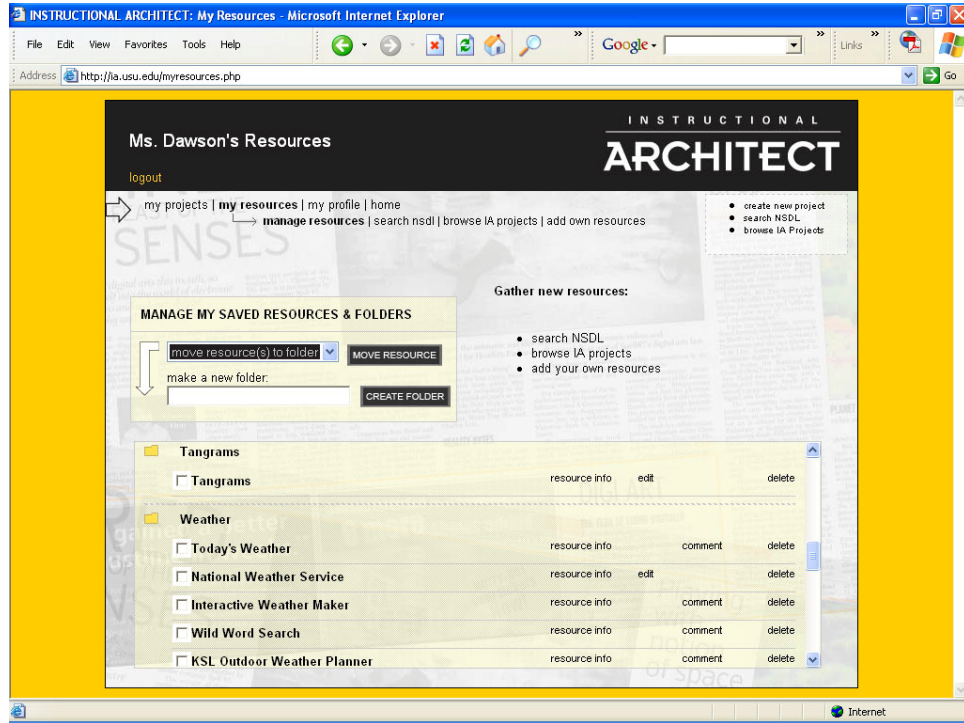 INSTRUCTIONAL ARCHITECT: My Resources - Microsoft Internet Explorer
File Edit View Favorites Tools Help » Google » Links »
Address http://ia.usu.edu/myresources.php Go
INSTRUCTIONAL
ARCHITECT
Ms. Dawson's Resources
logout
my projects | my resources | my profile | home
manage resources | search nsdl | browse IA projects | add own resources
• create new project
• search NSDL
• browse IA Projects
SENSES
MANAGE MY SAVED RESOURCES & FOLDERS
move resource(s) to folder MOVE RESOURCE
make a new folder:
CREATE FOLDER
Gather new resources:
• search NSDL
• browse IA projects
• add your own resources
Tangrams
Tangrams resource info edit delete
Weather
Today's Weather resource info comment delete
National Weather Service resource info edit delete
Interactive Weather Maker resource info comment delete
Wild Word Search resource info comment delete
KSL Outdoor Weather Planner resource info comment delete
of space
Internet